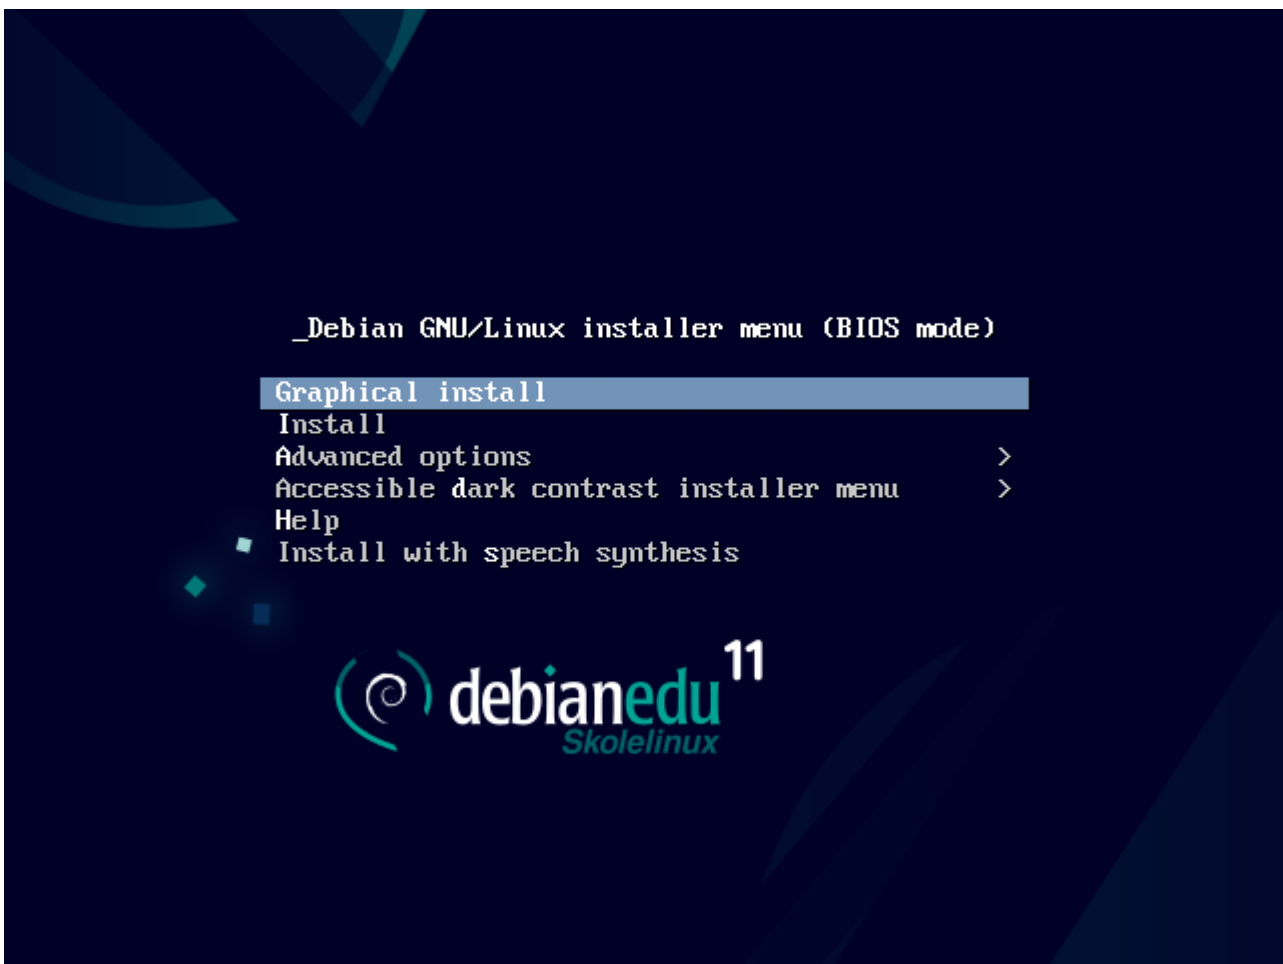 _Debian GNU/Linux installer menu (BIOS mode)
Graphical install
Install
Advanced options >
Accessible dark contrast installer menu >
Help
Install with speech synthesis
debianedu 11
Skolelinux